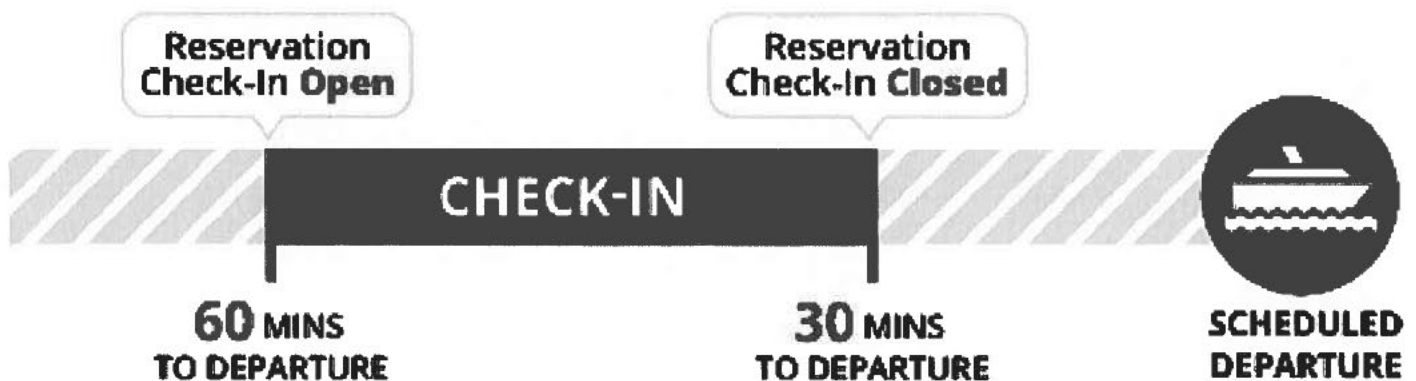 Reservation
Check-In Open
Reservation
Check-In Closed
CHECK-IN
60 MINS
TO DEPARTURE
30 MINS
TO DEPARTURE
SCHEDULED
DEPARTURE